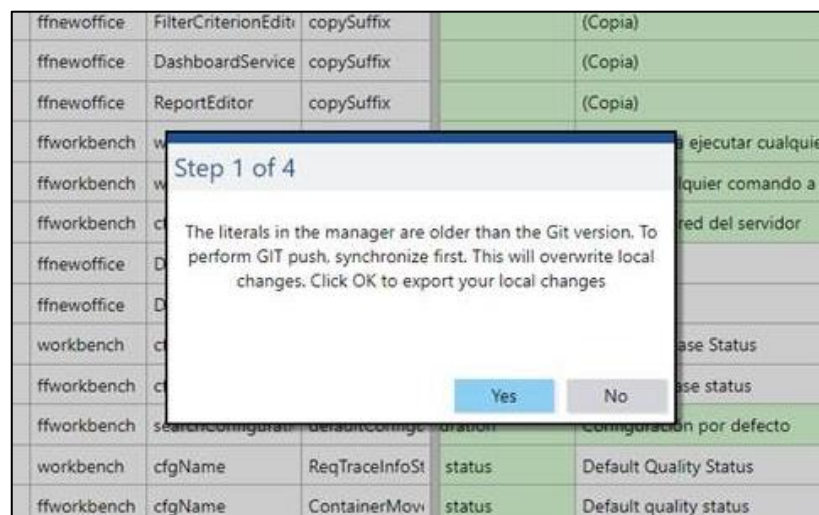 ffnewoffice FilterCriterionEdit copySuffix (Copia)
ffnewoffice DashboardService copySuffix (Copia)
ffnewoffice ReportEditor copySuffix (Copia)
ffworkbench w a ejecutar cualquie
Step 1 of 4
ffworkbench w lquier comando a
ffworkbench red del servidor
The literals in the manager are older than the Git version. To
perform GIT push, synchronize first. This will overwrite local
changes. Click OK to export your local changes
ffnewoffice D
ffnewoffice D
workbench ase Status
ffworkbench ase status
Yes No
ffworkbench uration Configuración por defecto
workbench cfgName ReqTraceInfoSt status Default Quality Status
ffworkbench cfgName ContainerMov status Default quality status